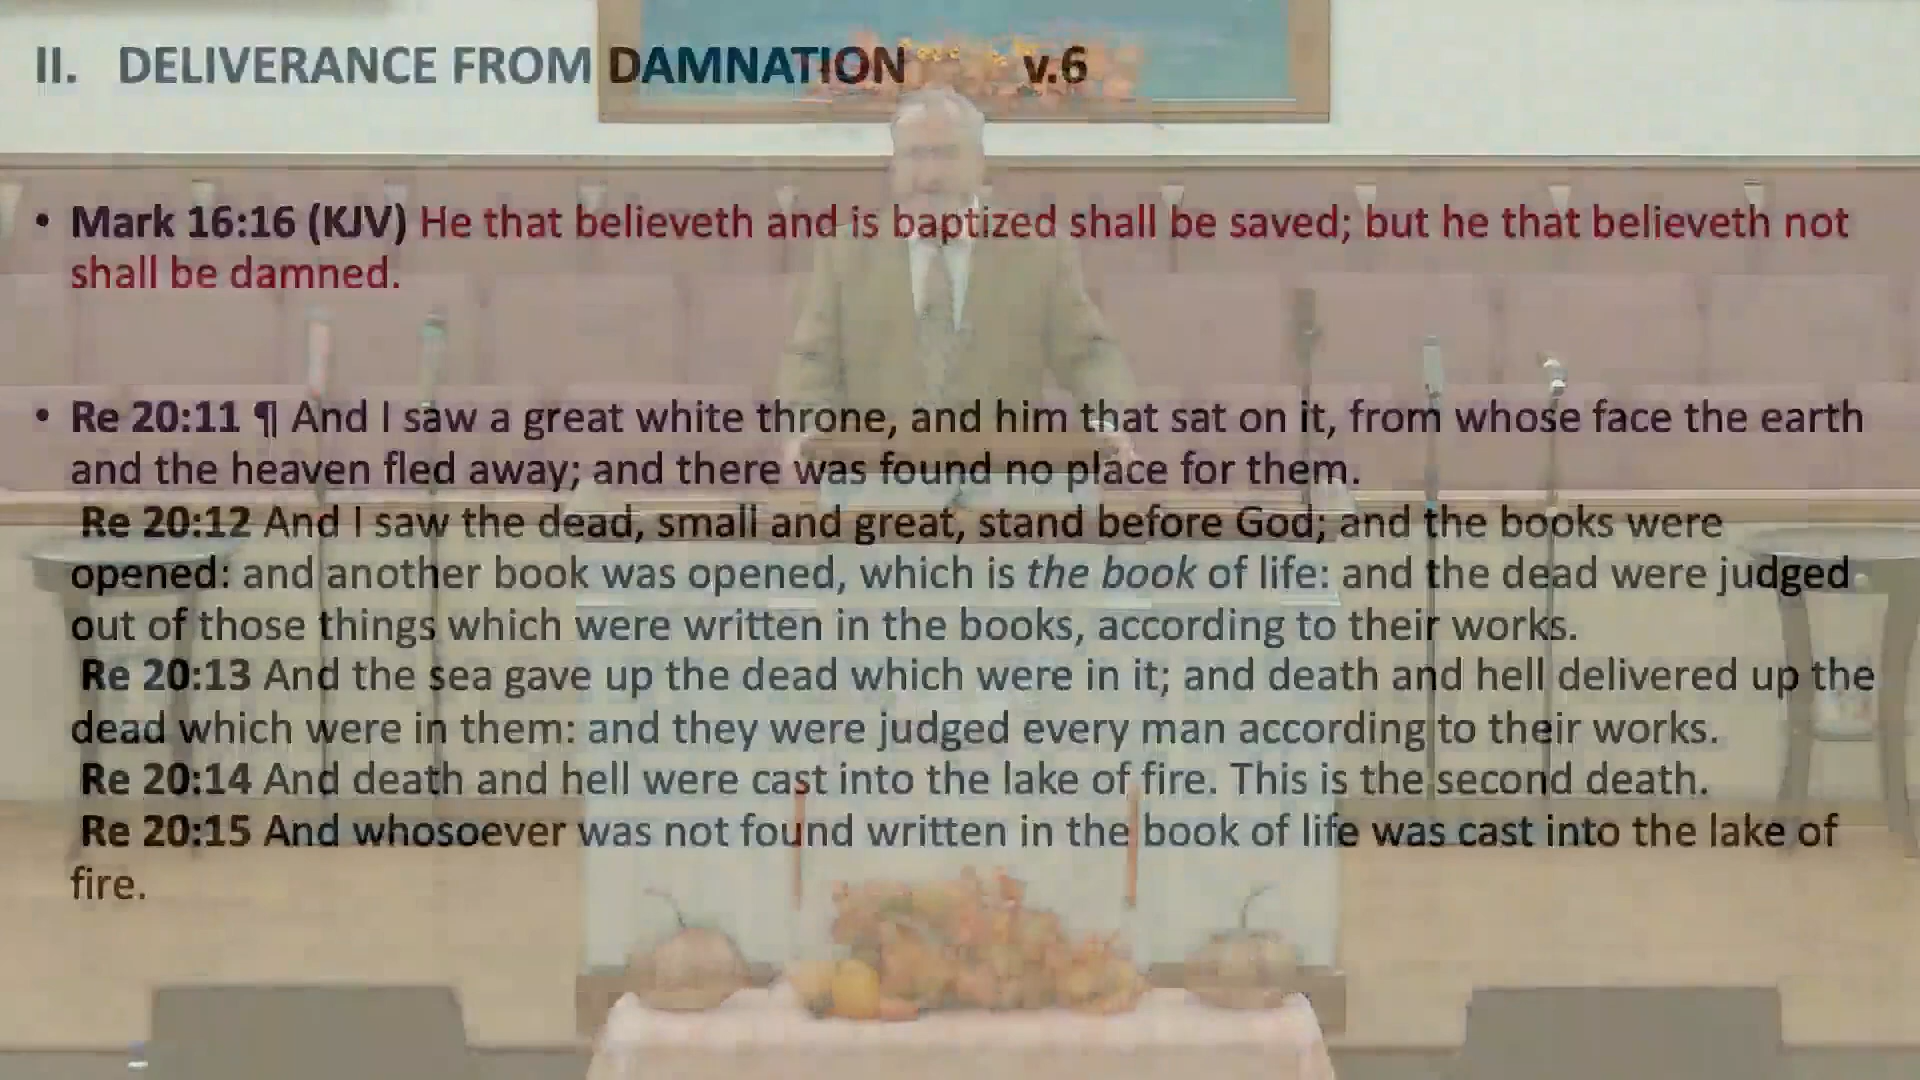 II. DELIVERANCE FROM DAMNATION v.6
• Mark 16:16 (KJV) He that believeth and is baptized shall be saved; but he that believeth not
shall be damned.
• Re 20:11 ¶ And I saw a great white throne, and him that sat on it, from whose face the earth
and the heaven fled away; and there was found no place for them.
Re 20:12 And I saw the dead, small and great, stand before God; and the books were
opened: and another book was opened, which is the book of life: and the dead were judged
out of those things which were written in the books, according to their works.
Re 20:13 And the sea gave up the dead which were in it; and death and hell delivered up the
dead which were in them: and they were judged every man according to their works.
Re 20:14 And death and hell were cast into the lake of fire. This is the second death.
Re 20:15 And whosoever was not found written in the book of life was cast into the lake of
fire.